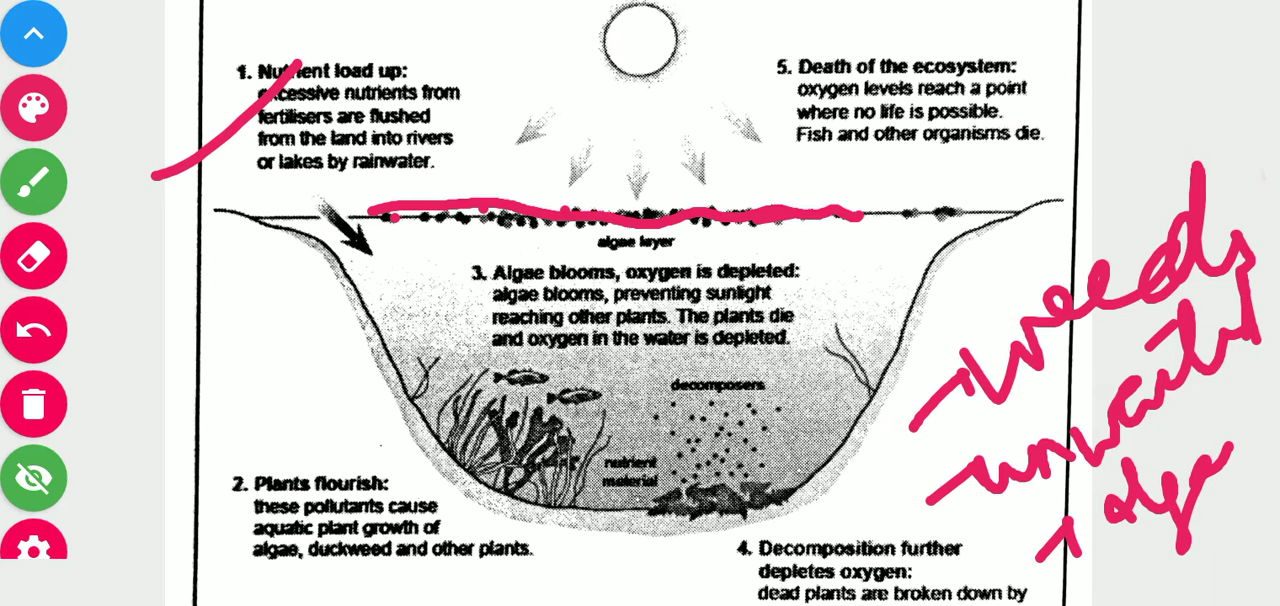 1. Nutrient load up:
excessive nutrients from
fertilisers are flushed
from the land into rivers
or lakes by rainwater.
5. Death of the ecosystem:
oxygen levels reach a point
where no life is possible.
Fish and other organisms die.
algae layer
3. Algae blooms, oxygen is depleted:
algae blooms, preventing sunlight
reaching other plants. The plants die
and oxygen in the water is depleted.
decomposers
nutrient
material
2. Plants flourish:
these pollutants cause
aquatic plant growth of
algae, duckweed and other plants.
4. Decomposition further
depletes oxygen:
dead plants are broken down by
weeds